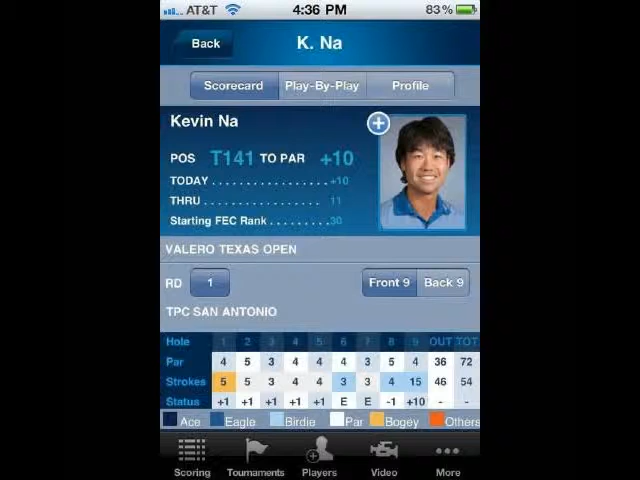 AT&T 4:36 PM 83%
Back K. Na
Scorecard Play-By-Play Profile
Kevin Na
POS T141 TO PAR +10
TODAY . . . . . . . . . . . . . . . . +10
THRU . . . . . . . . . . . . . . . . . 11
Starting FEC Rank . . . . . . . . . 30
VALERO TEXAS OPEN
RD 1 Front 9 Back 9
TPC SAN ANTONIO
Hole 1 2 3 4 5 6 7 8 9 OUT TOT
Par 4 5 3 4 4 4 3 5 4 36 72
Strokes 5 5 3 4 4 3 3 4 15 46 54
Status +1 +1 +1 +1 +1 E E -1 +10
Ace Eagle Birdie Par Bogey Others
Scoring Tournaments Players Video More